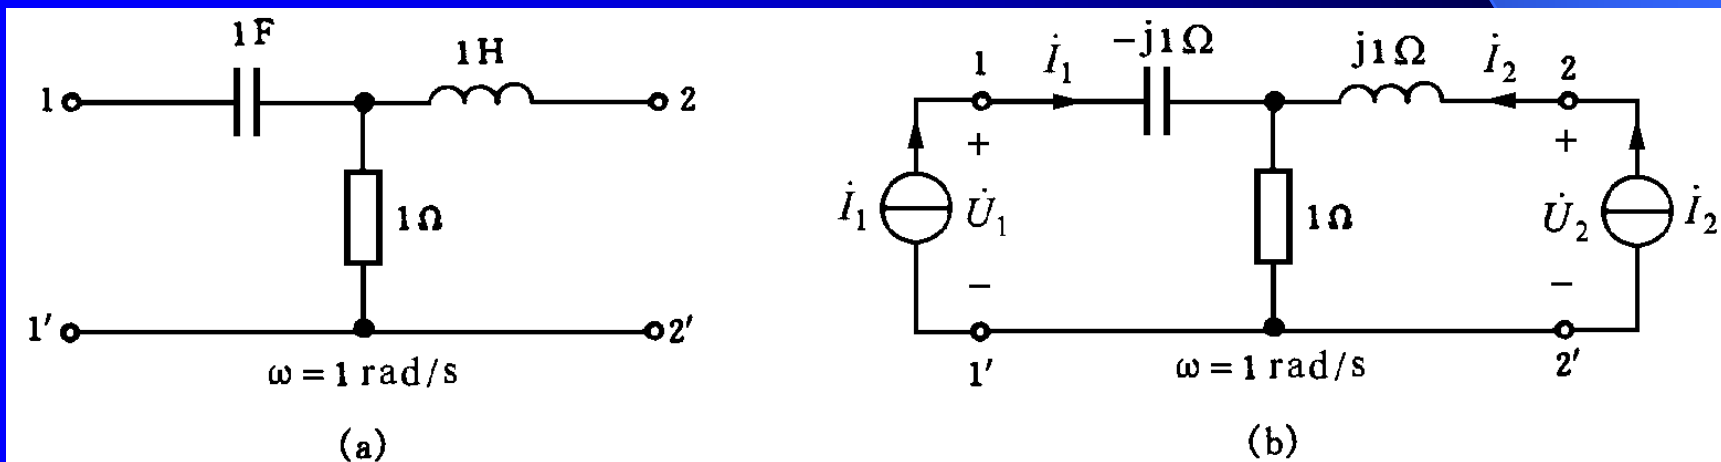 1F
1H
1
2
1Ω
1′
2′
ω = 1 rad/s
(a)
-j1Ω
j1Ω
1
İ₁
İ₂
2
+
+
İ₁
U̇₁
1Ω
U̇₂
İ₂
−
−
1′
ω = 1 rad/s
2′
(b)